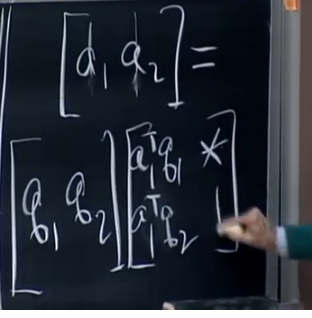 [a₁ a₂] =
[q₁ q₂] [a₁ᵀq₁ *
a₁ᵀq₂ ]